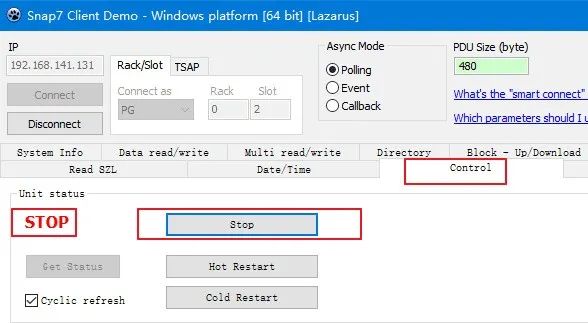 Snap7 Client Demo - Windows platform [64 bit] [Lazarus]
IP
Async Mode
PDU Size (byte)
192.168.141.131
Rack/Slot TSAP
Polling
480
Connect
Connect as Rack Slot
Event
What's the "smart connect"
PG 0 2
Callback
Disconnect
Which parameters should I u
System Info Data read/write Multi read/write Directory Block - Up/Download
Read SZL Date/Time Control
Unit status
STOP Stop
Get Status Hot Restart
Cyclic refresh Cold Restart